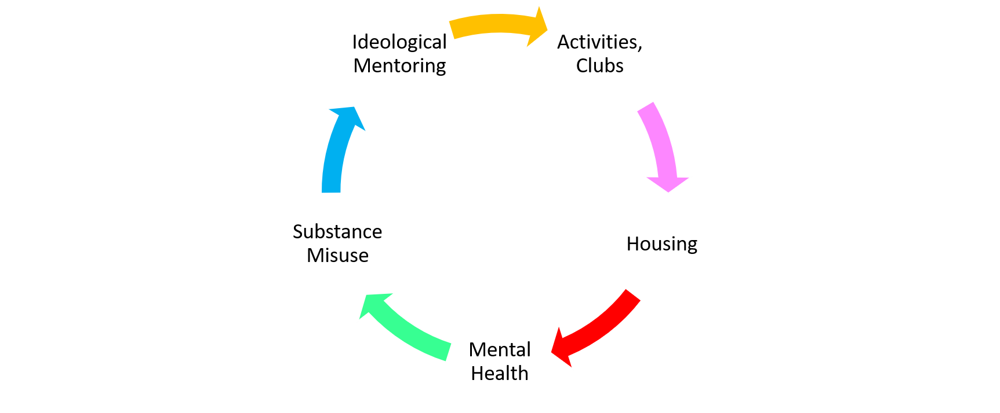 Ideological
Mentoring
Activities,
Clubs
Housing
Mental
Health
Substance
Misuse